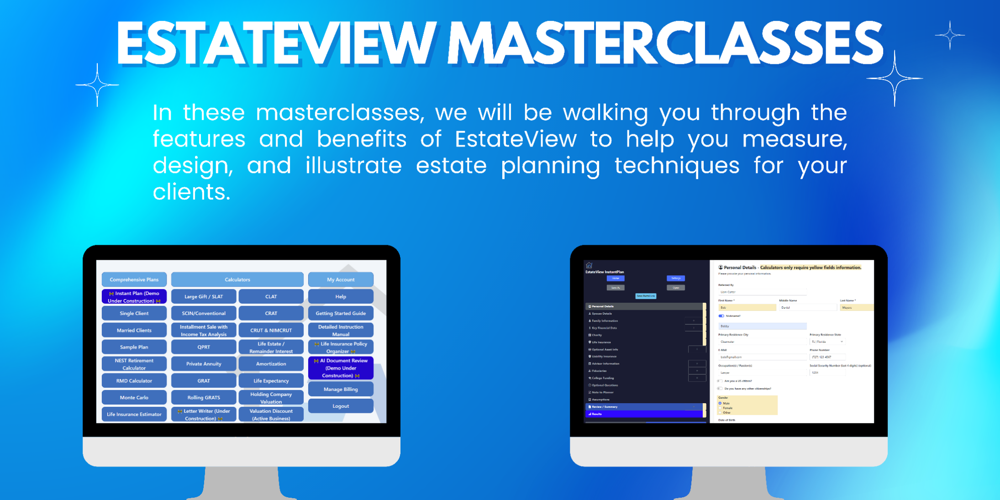 ESTATEVIEW MASTERCLASSES
In these masterclasses, we will be walking you through the
features and benefits of EstateView to help you measure,
design, and illustrate estate planning techniques for your
clients.
Comprehensive Plans
🚧 Instant Plan (Demo
Under Construction) 🚧
Single Client
Married Clients
Sample Plan
NEST Retirement
Calculator
RMD Calculator
Monte Carlo
Life Insurance Estimator
Calculators
Large Gift / SLAT
SCIN/Conventional
Installment Sale with
Income Tax Analysis
QPRT
Private Annuity
GRAT
Rolling GRATS
🚧 Letter Writer (Under
Construction) 🚧
CLAT
CRAT
CRUT & NIMCRUT
Life Estate /
Remainder Interest
Amortization
Life Expectancy
Holding Company
Valuation
Valuation Discount
(Active Business)
My Account
Help
Getting Started Guide
Detailed Instruction
Manual
🚧 Life Insurance Policy
Organizer 🚧
🚧 AI Document Review
(Demo Under
Construction) 🚧
Manage Billing
Logout
EstateView InstantPlan
Home
Settings
Save As
Open
Send Portal Link
Personal Details
Spouse Details
Family Information
Key Financial Data
Charity
Life Insurance
Optional Asset Info
Liability Insurance
Advisor Information
Fiduciaries
College Funding
Optional Questions
Note to Planner
Assumptions
Review / Summary
Results
Personal Details - Calculators only require yellow fields information.
Please provide your personal information.
Referred By
Liam Carter
First Name * Middle Name Last Name *
Bob Daniel Meyers
Nickname?
Bobby
Primary Residence City Primary Residence State
Clearwater FL | Florida
E-Mail Phone Number
bob@gmail.com (727) 123-4567
Occupation(s) / Passion(s) Social Security Number (last 4 digits) (optional)
Lawyer 1234
Are you a US citizen?
Do you have any other citizenships?
Gender
Male
Female
Other
Date of Birth